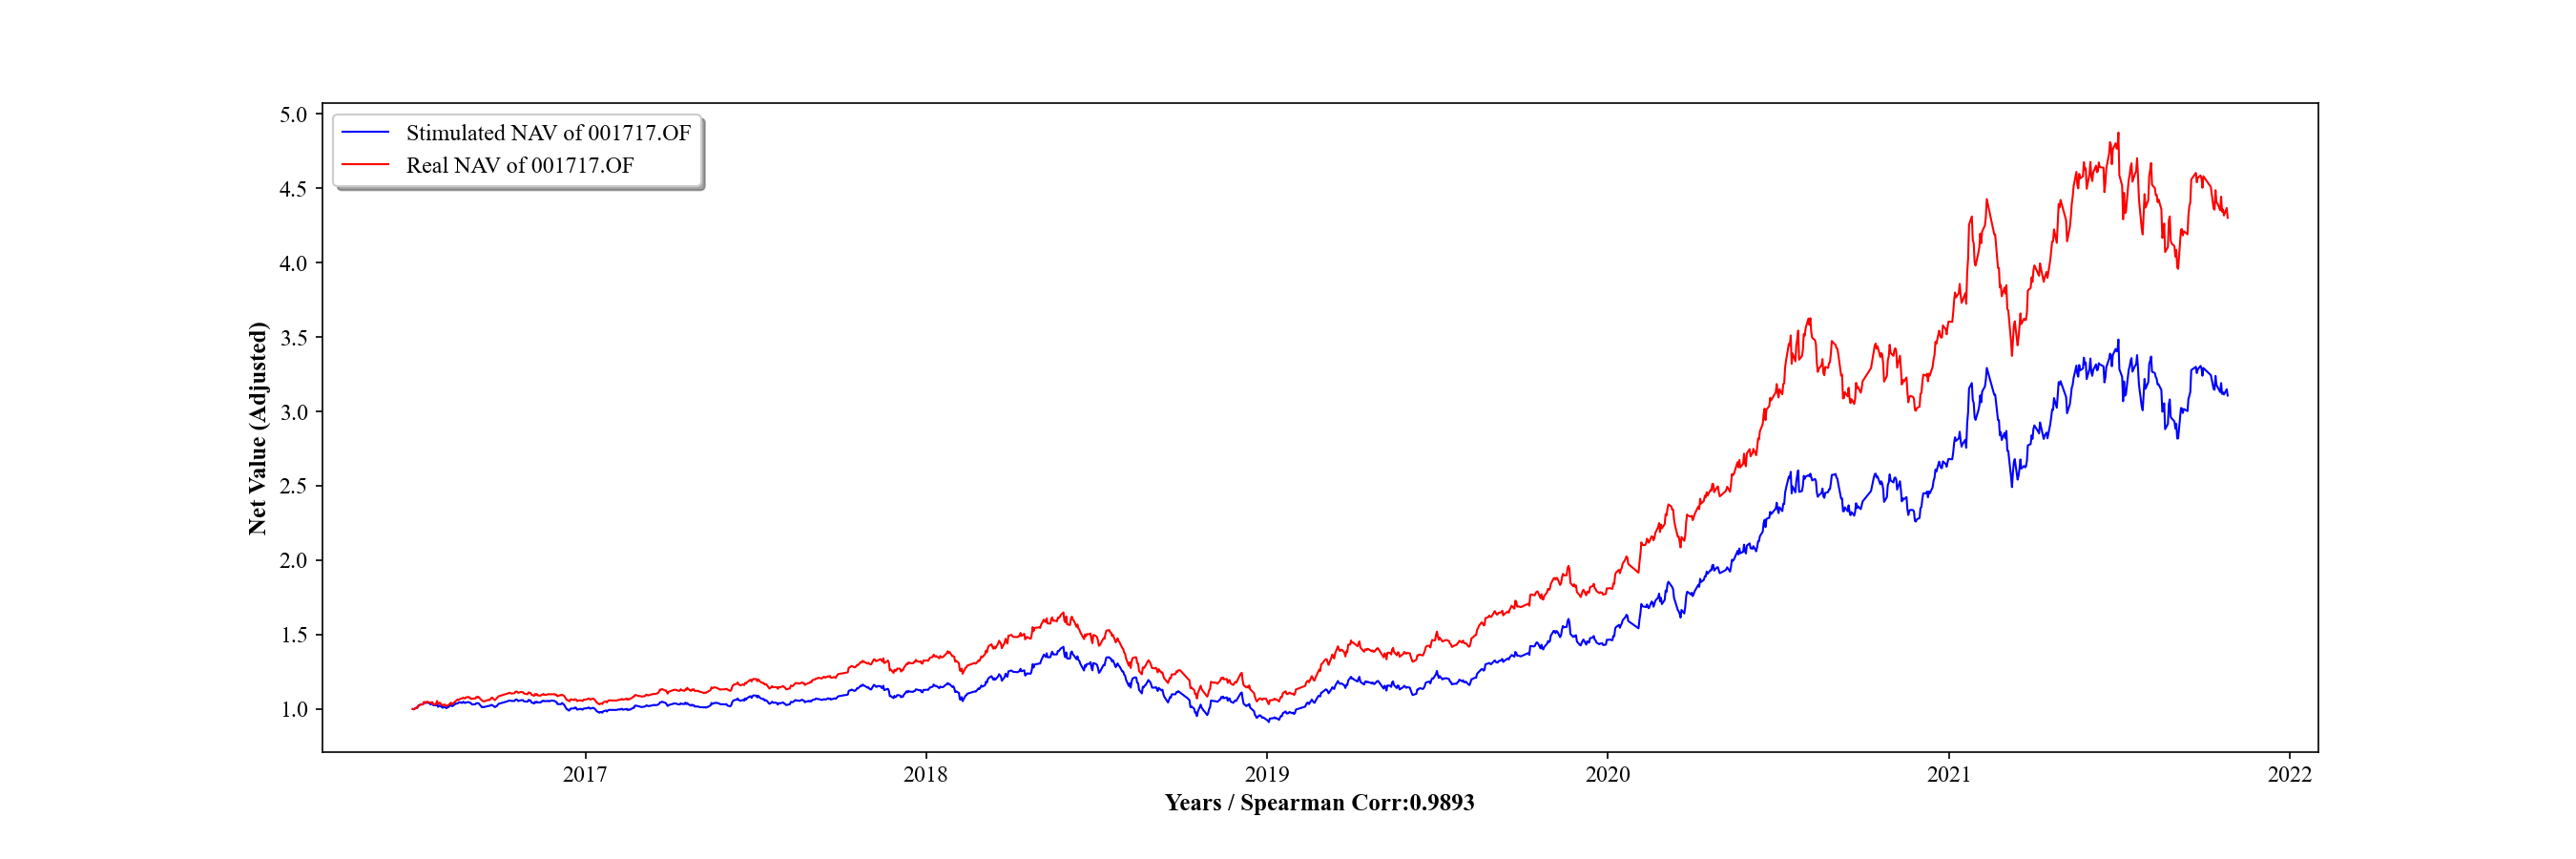 Stimulated NAV of 001717.OF
Real NAV of 001717.OF
Net Value (Adjusted)
5.0
4.5
4.0
3.5
3.0
2.5
2.0
1.5
1.0
2017 2018 2019 2020 2021 2022
Years / Spearman Corr:0.9893